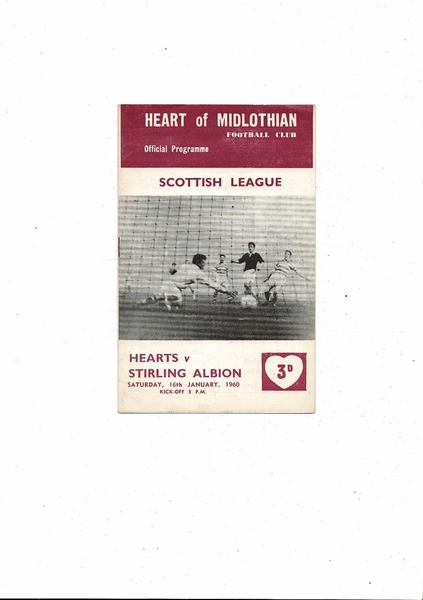 HEART of MIDLOTHIAN
FOOTBALL CLUB
Official Programme
SCOTTISH LEAGUE
HEARTS v
STIRLING ALBION
SATURDAY, 16th JANUARY, 1960
KICK-OFF 3 P.M.
3D